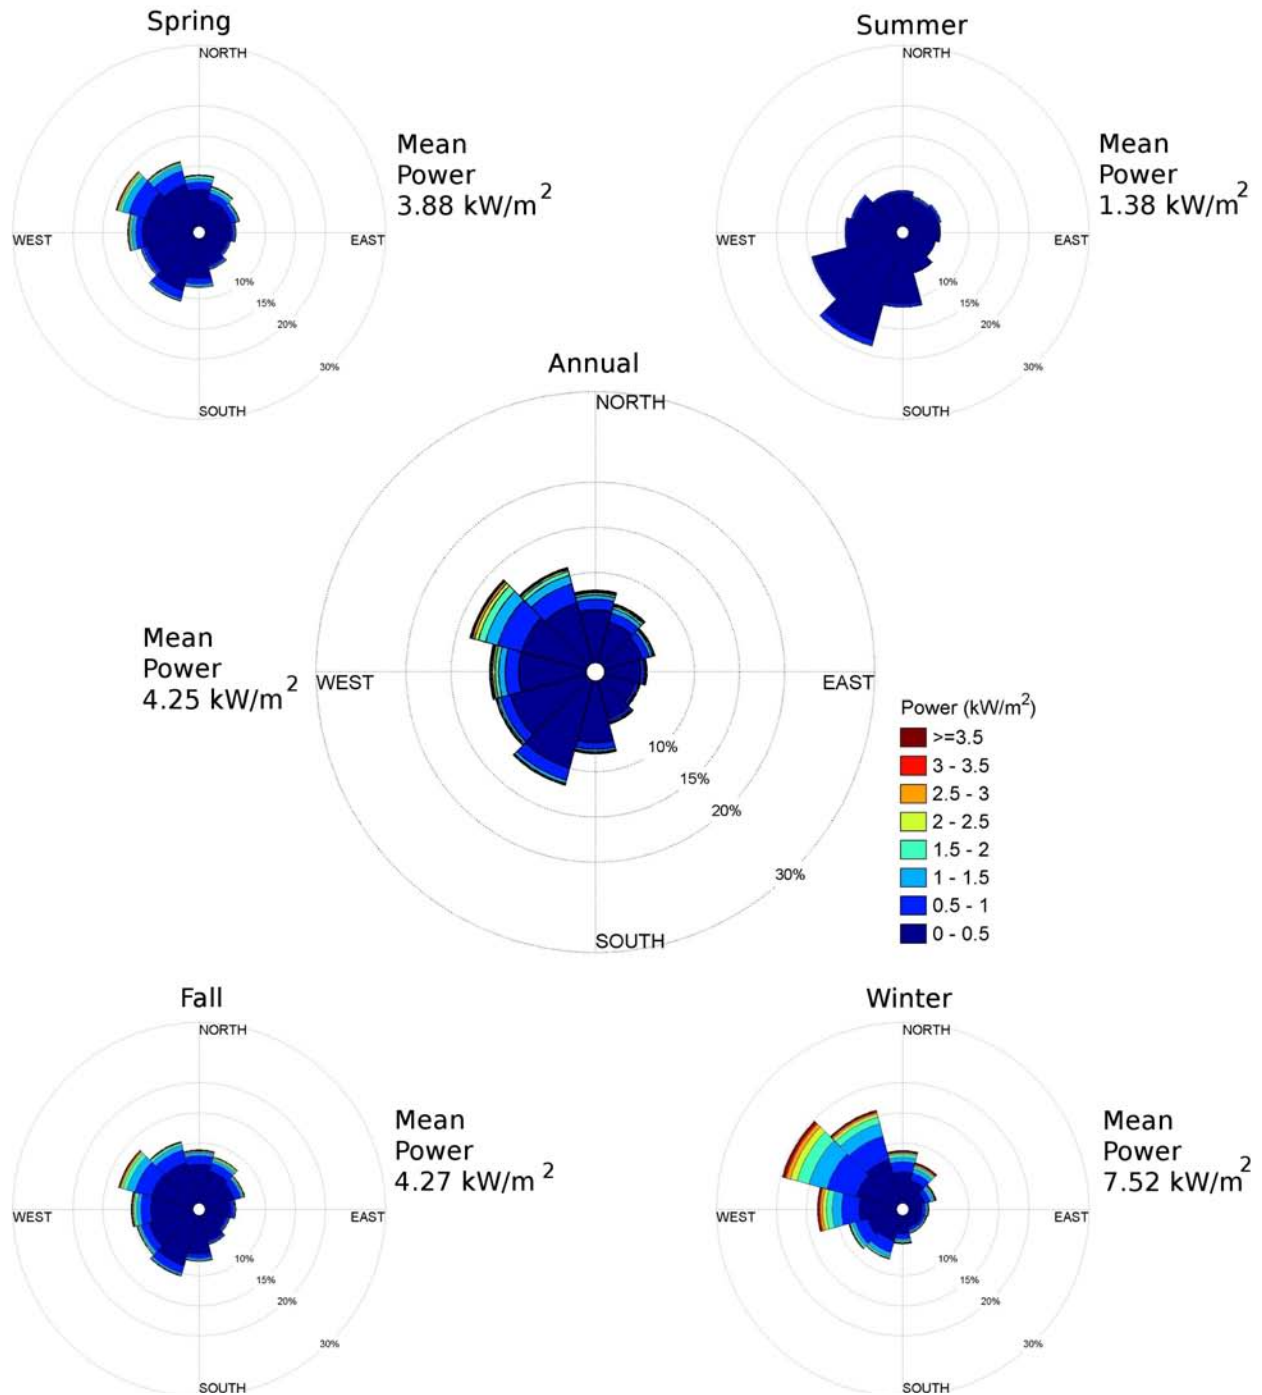 Spring
NORTH
WEST
EAST
SOUTH
10%
15%
20%
30%
Mean
Power
3.88 kW/m2
Summer
NORTH
WEST
EAST
SOUTH
10%
15%
20%
30%
Mean
Power
1.38 kW/m2
Annual
NORTH
WEST
EAST
SOUTH
10%
15%
20%
30%
Mean
Power
4.25 kW/m2
Power (kW/m2)
>=3.5
3 - 3.5
2.5 - 3
2 - 2.5
1.5 - 2
1 - 1.5
0.5 - 1
0 - 0.5
Fall
NORTH
WEST
EAST
SOUTH
10%
15%
20%
30%
Mean
Power
4.27 kW/m 2
Winter
NORTH
WEST
EAST
SOUTH
10%
15%
20%
30%
Mean
Power
7.52 kW/m2